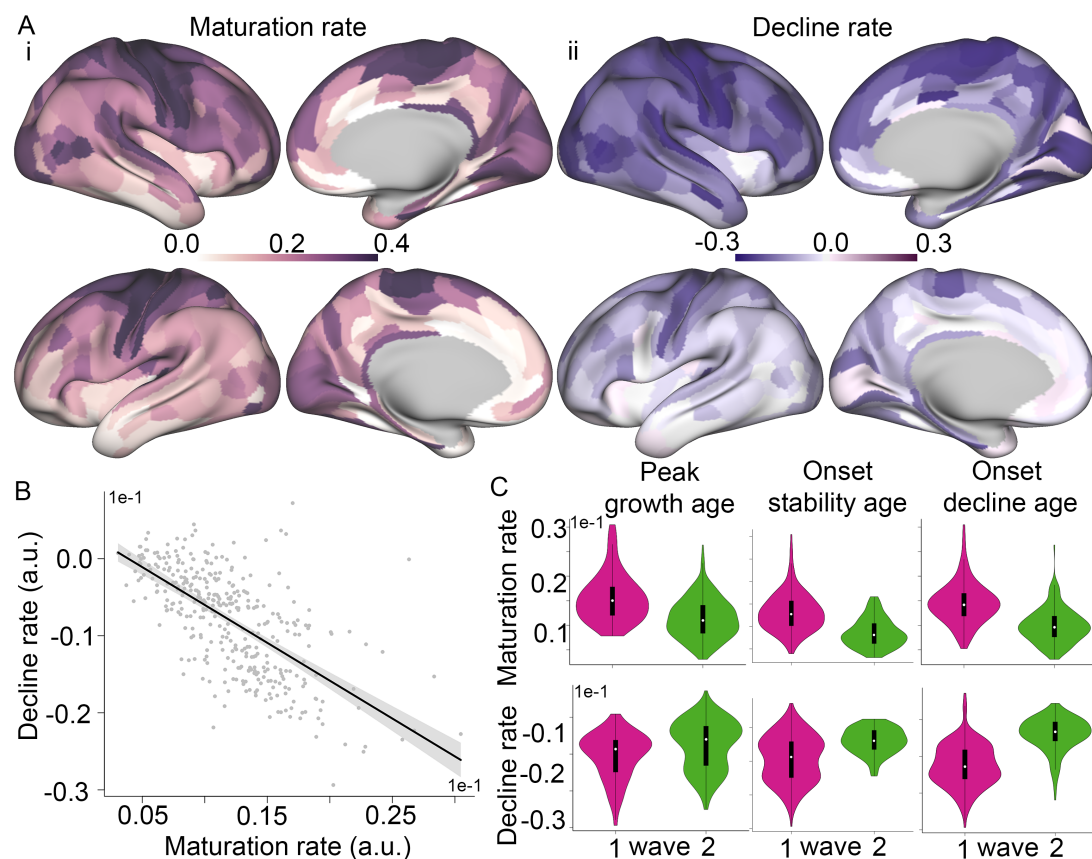 A
Maturation rate
Decline rate
i
ii
0.0 0.2 0.4
-0.3 0.0 0.3
B
1e-1
Decline rate (a.u.)
0.0
-0.1
-0.2
-0.3
1e-1
0.05 0.15 0.25
Maturation rate (a.u.)
C
Peak
growth age
Onset
stability age
Onset
decline age
Maturation rate
1e-1
0.3
0.2
0.1
Decline rate
1e-1
-0.1
-0.2
-0.3
1 wave 2 1 wave 2 1 wave 2